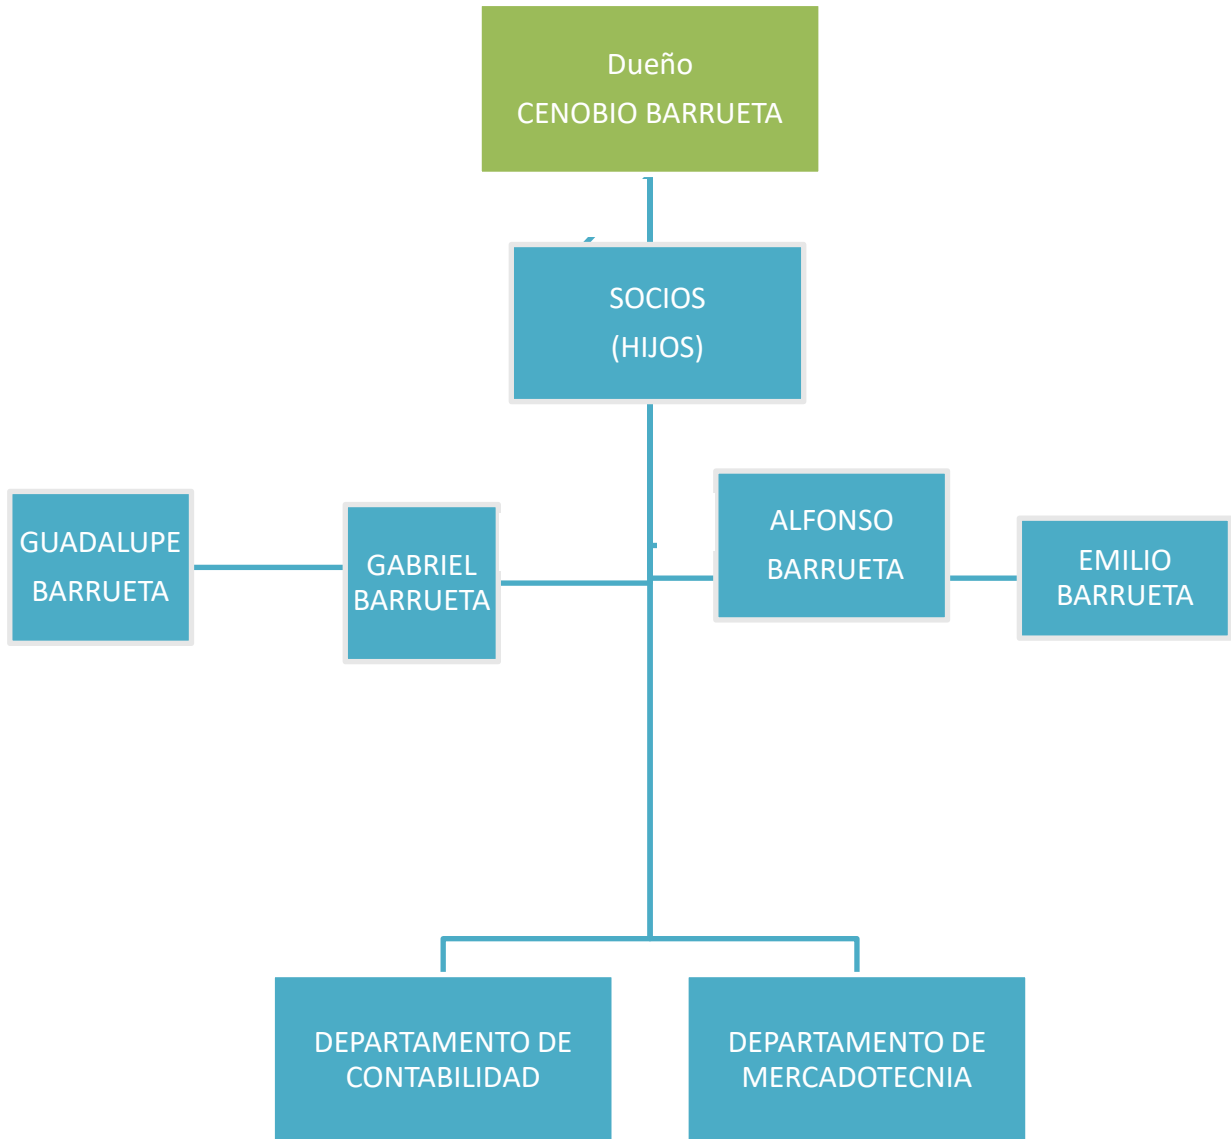 Dueño
CENOBIO BARRUETA
SOCIOS
(HIJOS)
GUADALUPE
BARRUETA
GABRIEL
BARRUETA
ALFONSO
BARRUETA
EMILIO
BARRUETA
DEPARTAMENTO DE
CONTABILIDAD
DEPARTAMENTO DE
MERCADOTECNIA